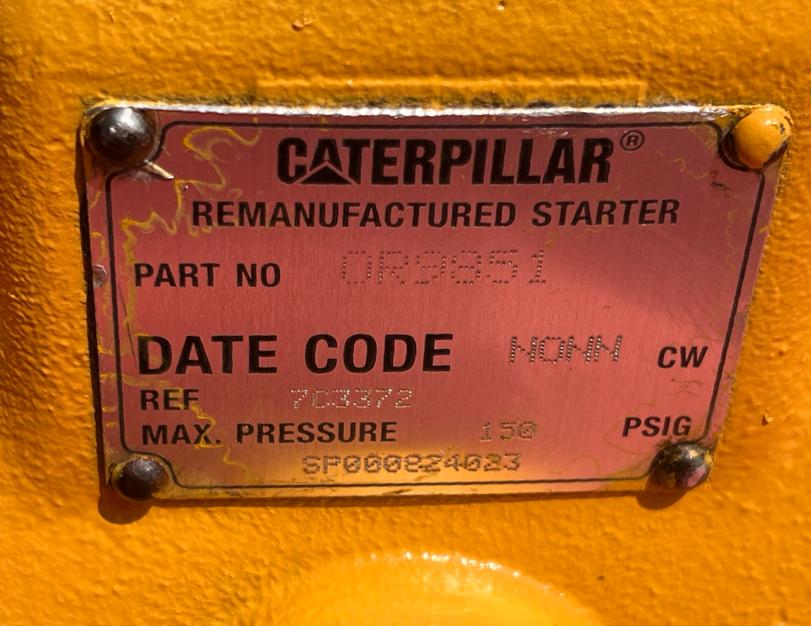 CATERPILLAR®
REMANUFACTURED STARTER
PART NO 0R9851
DATE CODE NONN CW
REF 7C3372
MAX. PRESSURE 150 PSIG
SP000824023